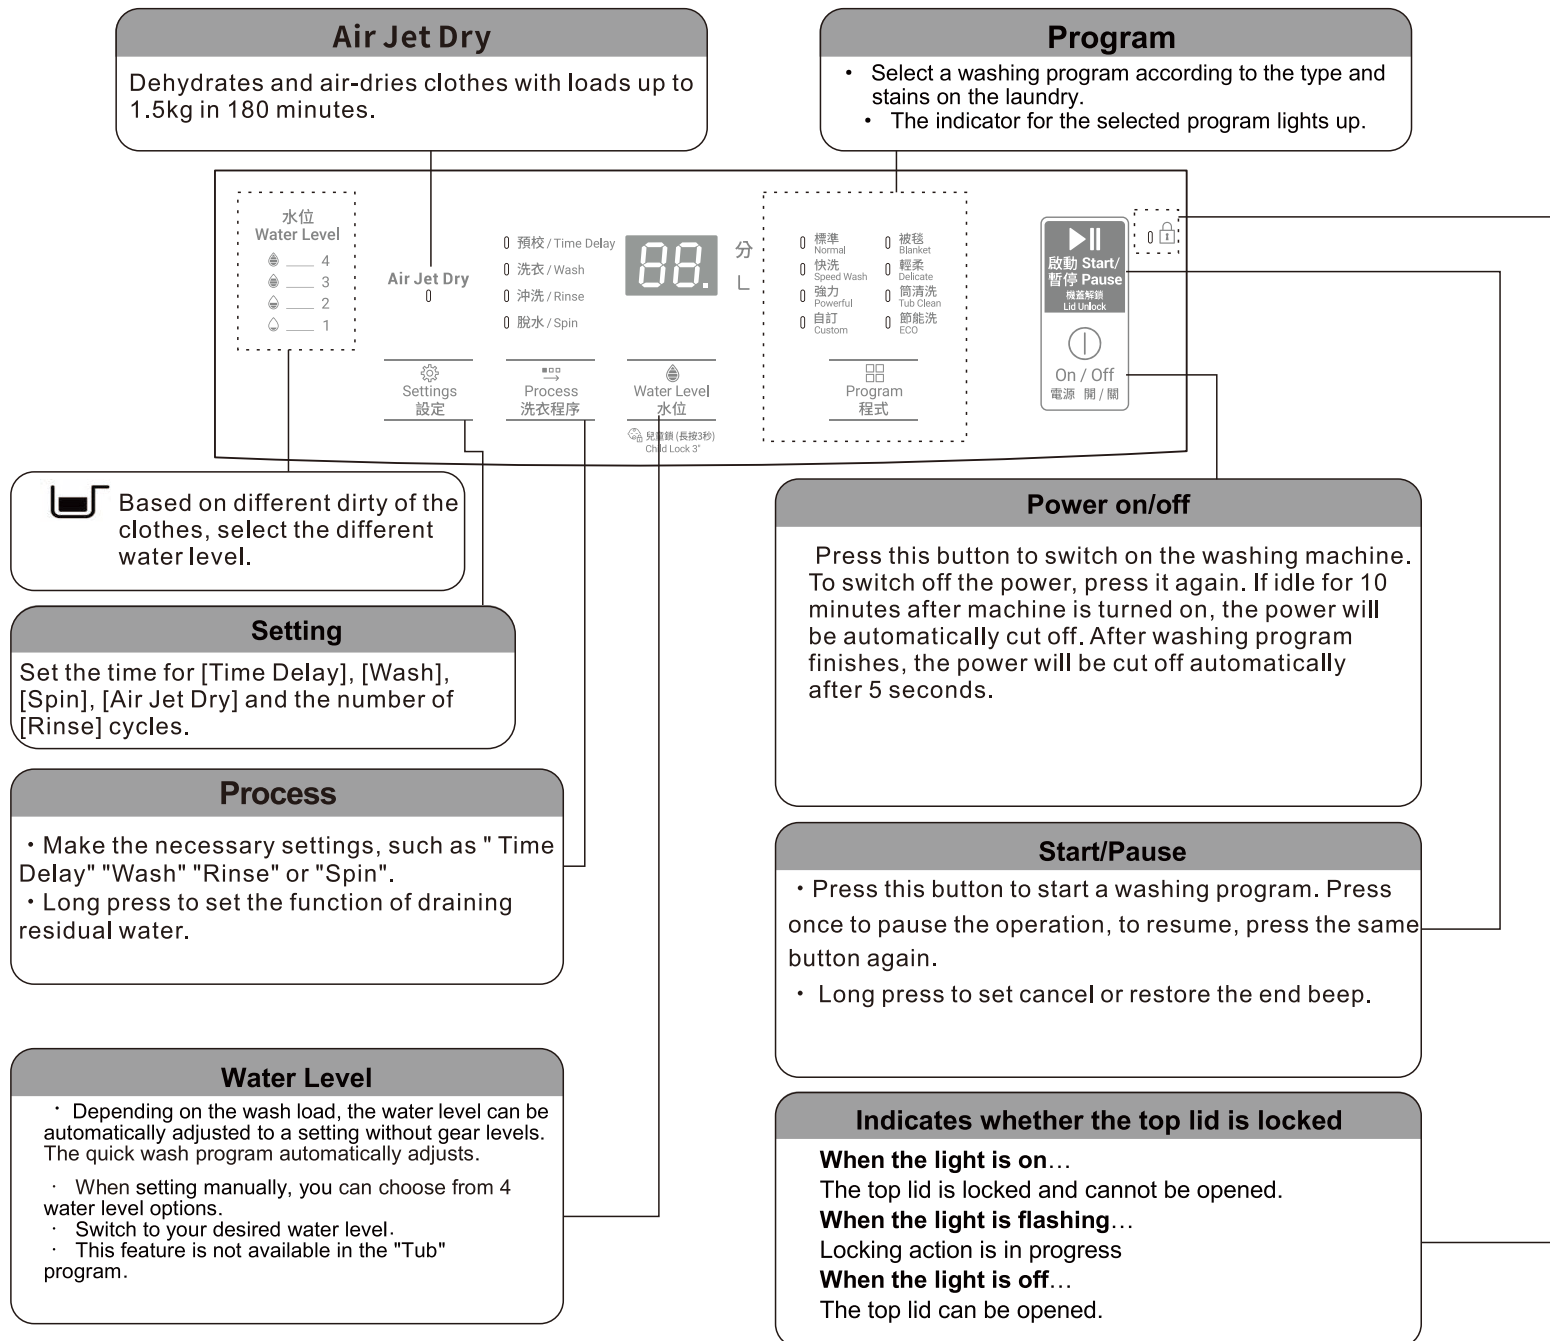 Air Jet Dry
Dehydrates and air-dries clothes with loads up to
1.5kg in 180 minutes.
Program
• Select a washing program according to the type and
stains on the laundry.
• The indicator for the selected program lights up.
水位
Water Level
4
3
2
1
Air Jet Dry
預校 / Time Delay
洗衣 / Wash
沖洗 / Rinse
脫水 / Spin
88.
分
L
標準
Normal
快洗
Speed Wash
強力
Powerful
自訂
Custom
被毯
Blanket
輕柔
Delicate
筒清洗
Tub Clean
節能洗
ECO
啟動 Start/
暫停 Pause
機蓋解鎖
Lid Unlock
On / Off
電源 開 / 關
Settings
設定
Process
洗衣程序
Water Level
水位
兒童鎖 (長按3秒)
Child Lock 3"
Program
程式
Based on different dirty of the
clothes, select the different
water level.
Setting
Set the time for [Time Delay], [Wash],
[Spin], [Air Jet Dry] and the number of
[Rinse] cycles.
Process
• Make the necessary settings, such as " Time
Delay" "Wash" "Rinse" or "Spin".
• Long press to set the function of draining
residual water.
Water Level
· Depending on the wash load, the water level can be
automatically adjusted to a setting without gear levels.
The quick wash program automatically adjusts.
· When setting manually, you can choose from 4
water level options.
· Switch to your desired water level.
· This feature is not available in the "Tub"
program.
Power on/off
Press this button to switch on the washing machine.
To switch off the power, press it again. If idle for 10
minutes after machine is turned on, the power will
be automatically cut off. After washing program
finishes, the power will be cut off automatically
after 5 seconds.
Start/Pause
• Press this button to start a washing program. Press
once to pause the operation, to resume, press the same
button again.
• Long press to set cancel or restore the end beep.
Indicates whether the top lid is locked
When the light is on…
The top lid is locked and cannot be opened.
When the light is flashing…
Locking action is in progress
When the light is off…
The top lid can be opened.